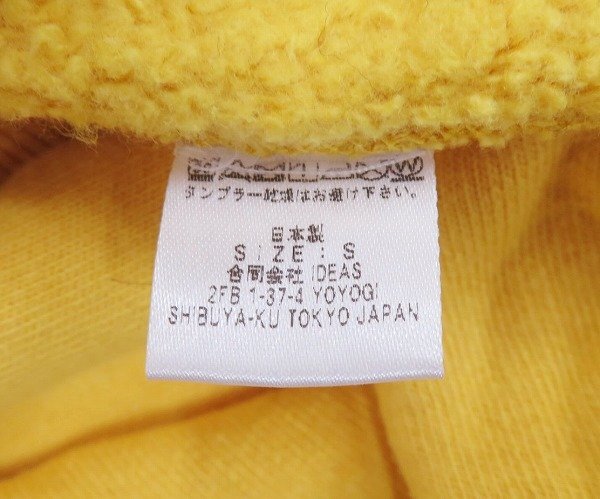 タンブラー乾燥はお避け下さい。
日本製
SIZE : S
合同会社 IDEAS
2FB 1-37-4 YOYOGI
SHIBUYA-KU TOKYO JAPAN